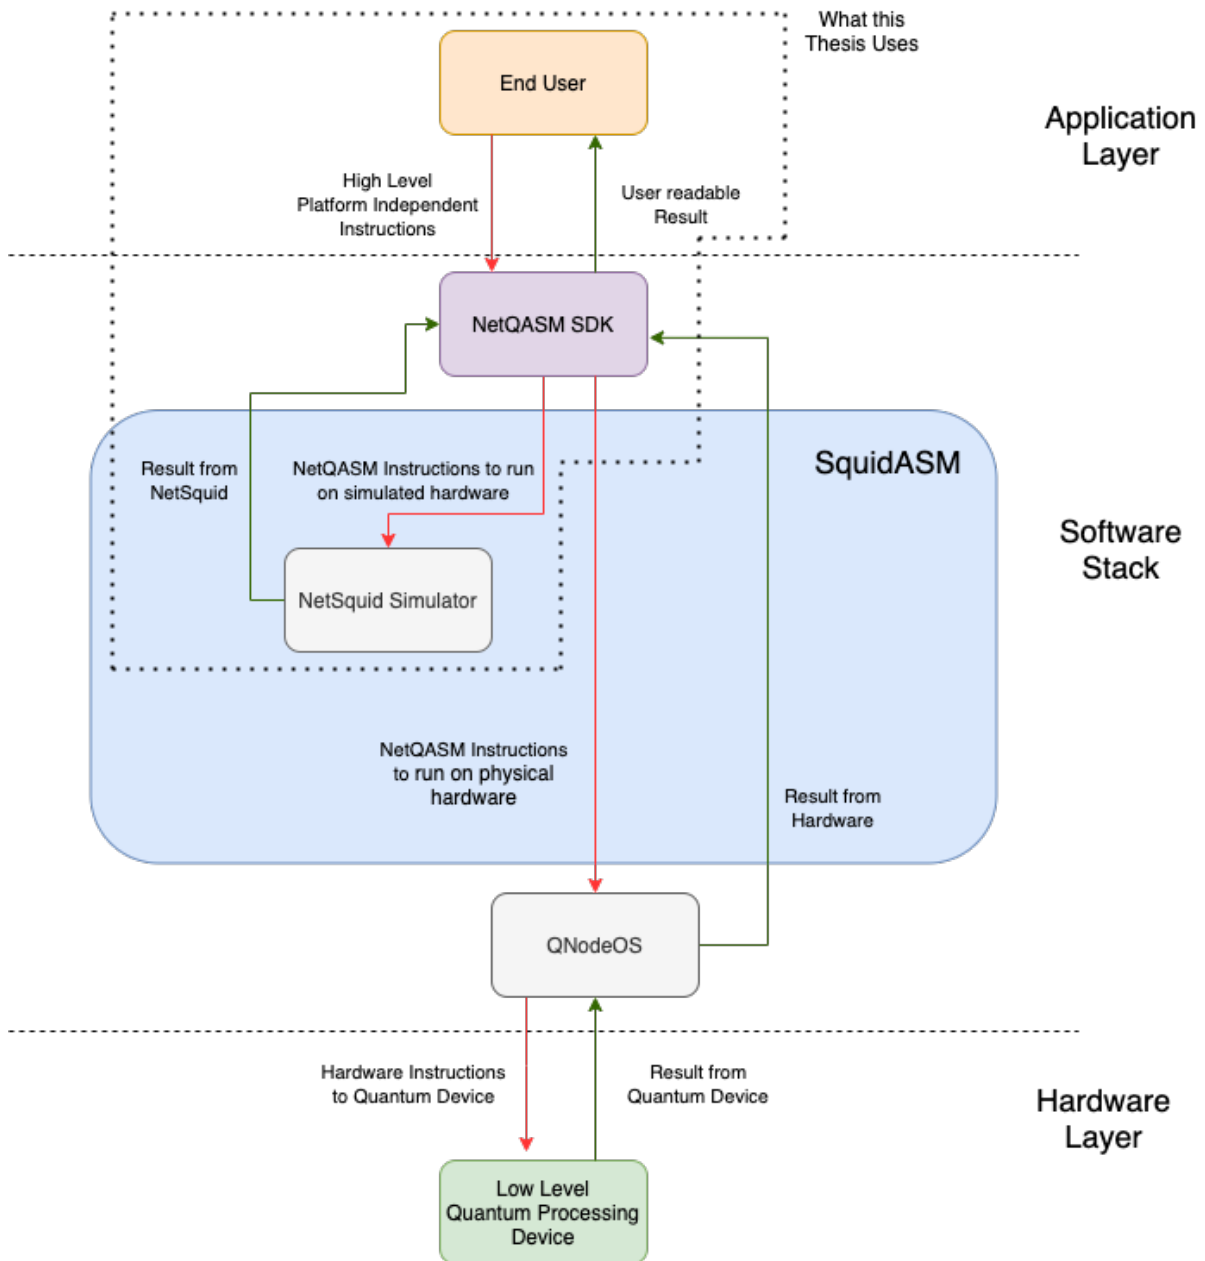 What this
Thesis Uses
End User
Application
Layer
High Level
Platform Independent
Instructions
User readable
Result
NetQASM SDK
SquidASM
Result from
NetSquid
NetQASM Instructions to run
on simulated hardware
Software
Stack
NetSquid Simulator
NetQASM Instructions
to run on physical
hardware
Result from
Hardware
QNodeOS
Hardware Instructions
to Quantum Device
Result from
Quantum Device
Hardware
Layer
Low Level
Quantum Processing
Device